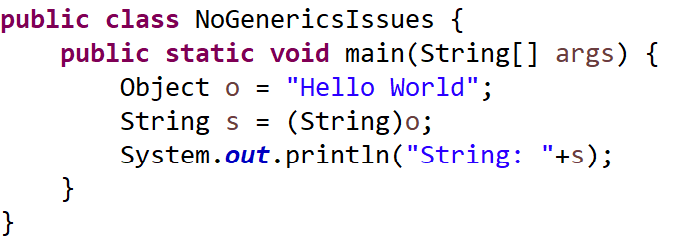 public class NoGenericsIssues {
    public static void main(String[] args) {
        Object o = "Hello World";
        String s = (String)o;
        System.out.println("String: "+s);
    }
}